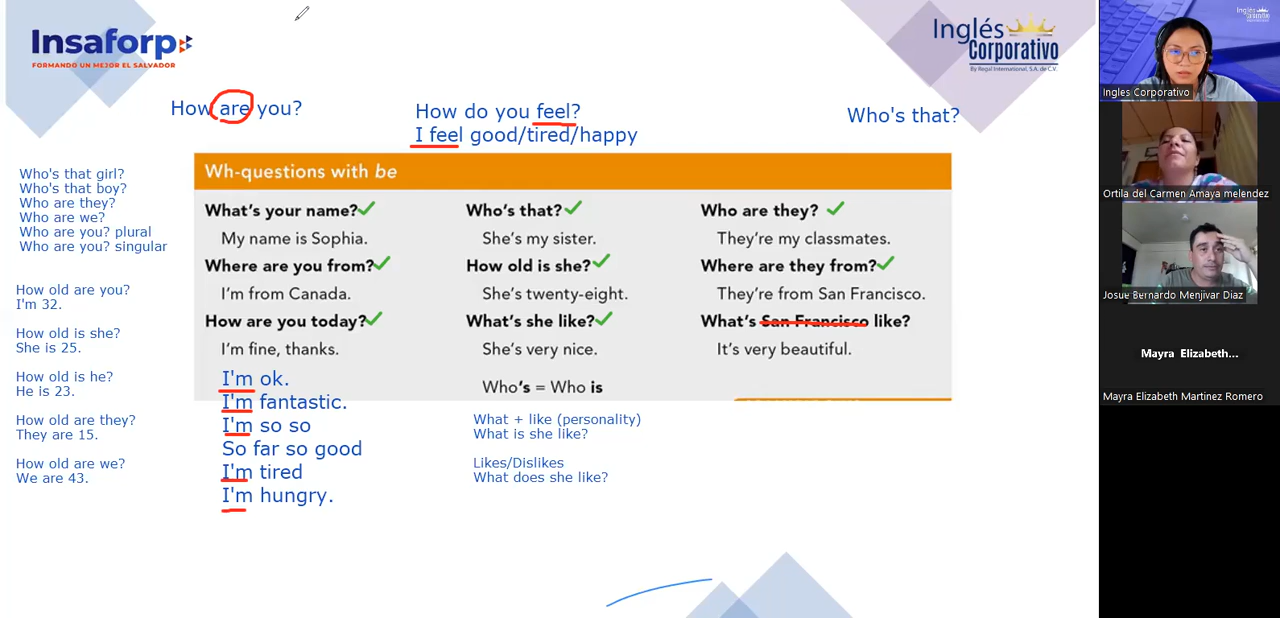 Insaforp
FORMANDO UN MEJOR EL SALVADOR
Inglés
Corporativo
By Regal International, S.A. de C.V.
How are you?
How do you feel?
I feel good/tired/happy
Who's that?
Who's that girl?
Who's that boy?
Who are they?
Who are we?
Who are you? plural
Who are you? singular
How old are you?
I'm 32.
How old is she?
She is 25.
How old is he?
He is 23.
How old are they?
They are 15.
How old are we?
We are 43.
Wh-questions with be
What's your name?
My name is Sophia.
Where are you from?
I'm from Canada.
How are you today?
I'm fine, thanks.
I'm ok.
I'm fantastic.
I'm so so
So far so good
I'm tired
I'm hungry.
Who's that?
She's my sister.
How old is she?
She's twenty-eight.
What's she like?
She's very nice.
Who's = Who is
What + like (personality)
What is she like?
Likes/Dislikes
What does she like?
Who are they?
They're my classmates.
Where are they from?
They're from San Francisco.
What's San Francisco like?
It's very beautiful.
Inglés
Ingles Corporativo
Ortila del Carmen Amaya melendez
Josue Bernardo Menjivar Diaz
Mayra Elizabeth...
Mayra Elizabeth Martinez Romero